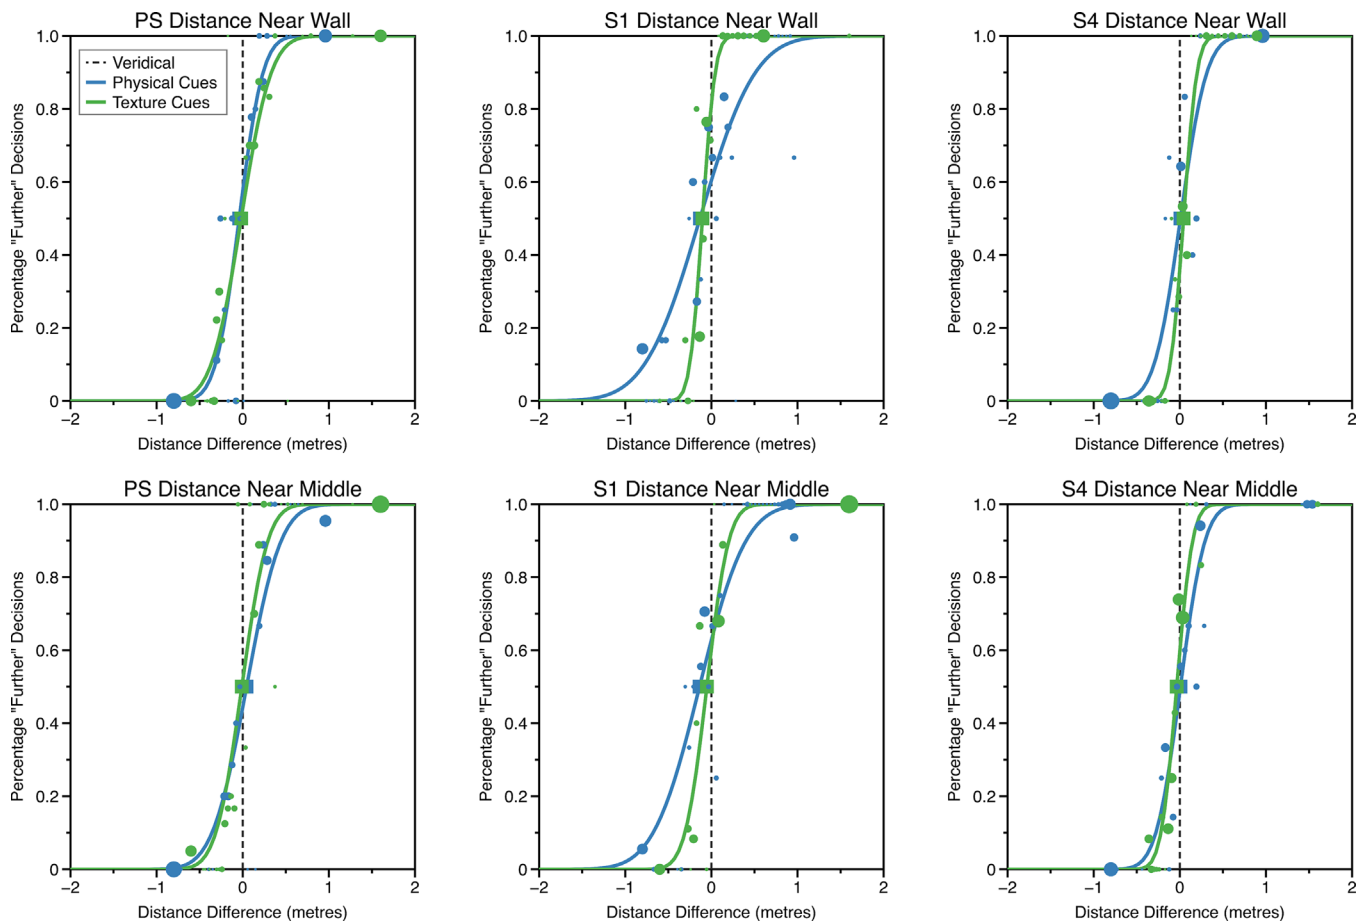 PS Distance Near Wall
Percentage "Further" Decisions
1.0
0.8
0.6
0.4
0.2
0
Veridical
Physical Cues
Texture Cues
−2 −1 0 1 2
Distance Difference (metres)
S1 Distance Near Wall
Percentage "Further" Decisions
1.0
0.8
0.6
0.4
0.2
0
−2 −1 0 1 2
Distance Difference (metres)
S4 Distance Near Wall
Percentage "Further" Decisions
1.0
0.8
0.6
0.4
0.2
0
−2 −1 0 1 2
Distance Difference (metres)
PS Distance Near Middle
Percentage "Further" Decisions
1.0
0.8
0.6
0.4
0.2
0
−2 −1 0 1 2
Distance Difference (metres)
S1 Distance Near Middle
Percentage "Further" Decisions
1.0
0.8
0.6
0.4
0.2
0
−2 −1 0 1 2
Distance Difference (metres)
S4 Distance Near Middle
Percentage "Further" Decisions
1.0
0.8
0.6
0.4
0.2
0
−2 −1 0 1 2
Distance Difference (metres)